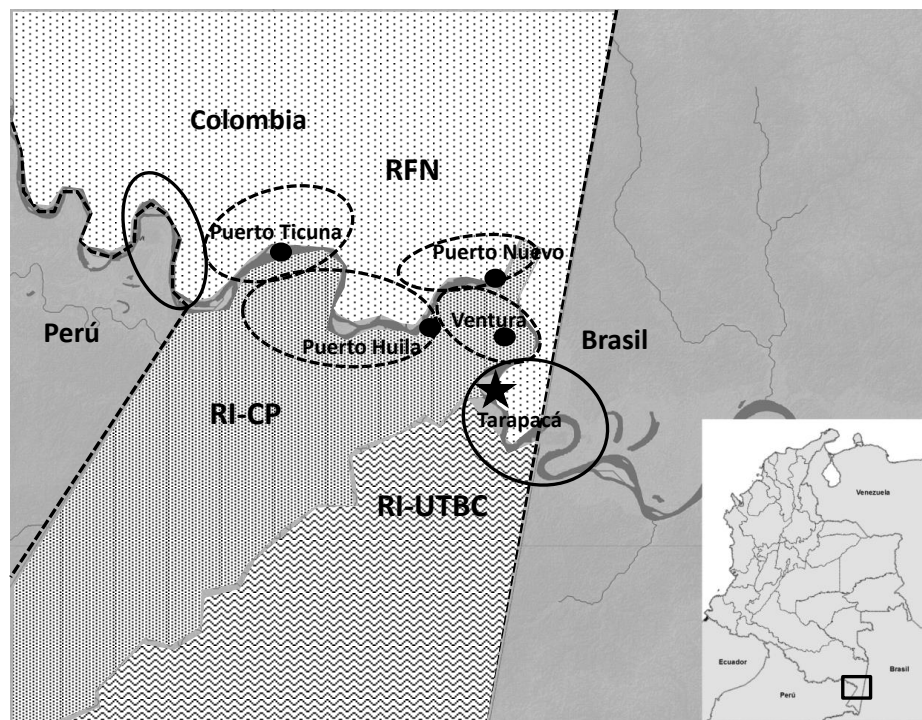 Colombia
RFN
Puerto Ticuna
Puerto Nuevo
Perú
Puerto Huila
Ventura
Brasil
RI-CP
Tarapacá
RI-UTBC
Venezuela
Ecuador
Perú
Brasil